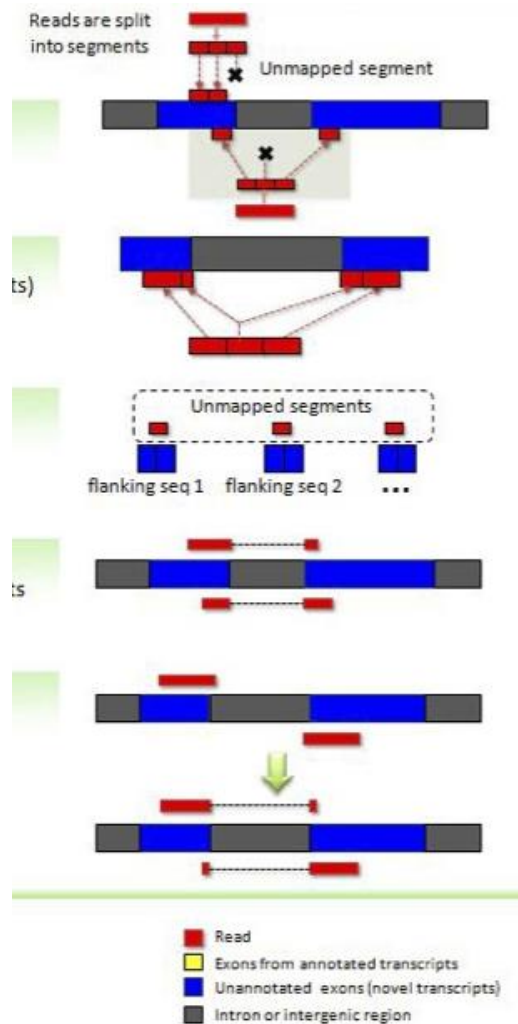 Reads are split
into segments
Unmapped segment
ts)
Unmapped segments
flanking seq 1 flanking seq 2 ...
ts
Read
Exons from annotated transcripts
Unannotated exons (novel transcripts)
Intron or intergenic region